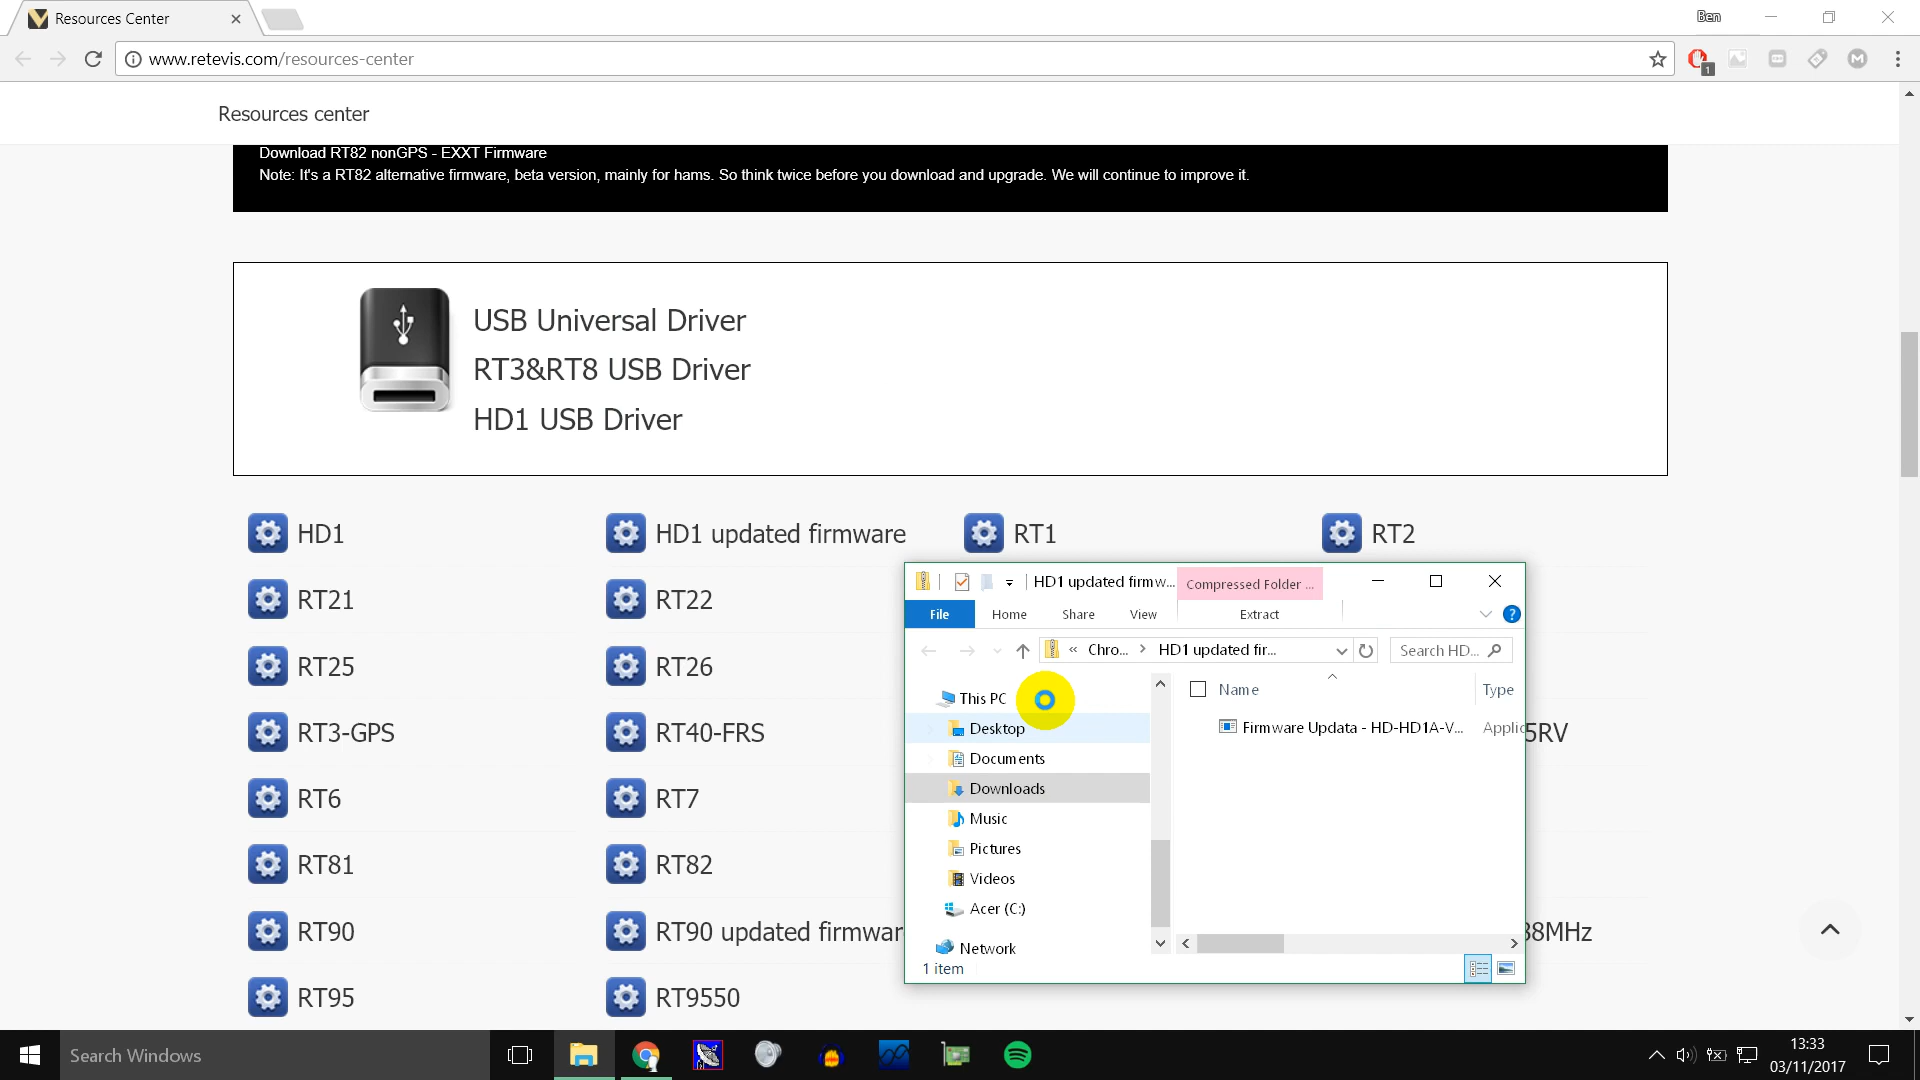 Resources Center
Ben
www.retevis.com/resources-center
1
Resources center
Download RT82 nonGPS - EXXT Firmware
Note: It's a RT82 alternative firmware, beta version, mainly for hams. So think twice before you download and upgrade. We will continue to improve it.
USB Universal Driver
RT3&RT8 USB Driver
HD1 USB Driver
HD1
HD1 updated firmware
RT1
RT2
RT21
RT22
RT25
RT26
RT3-GPS
RT40-FRS
5RV
RT6
RT7
RT81
RT82
RT90
RT90 updated firmwar
38MHz
RT95
RT9550
HD1 updated firmw...
Compressed Folder ...
File
Home
Share
View
Extract
« Chro... > HD1 updated fir...
Search HD...
This PC
Desktop
Documents
Downloads
Music
Pictures
Videos
Acer (C:)
Network
Name
Type
Firmware Updata - HD-HD1A-V...
Applic
1 item
Search Windows
13:33
03/11/2017